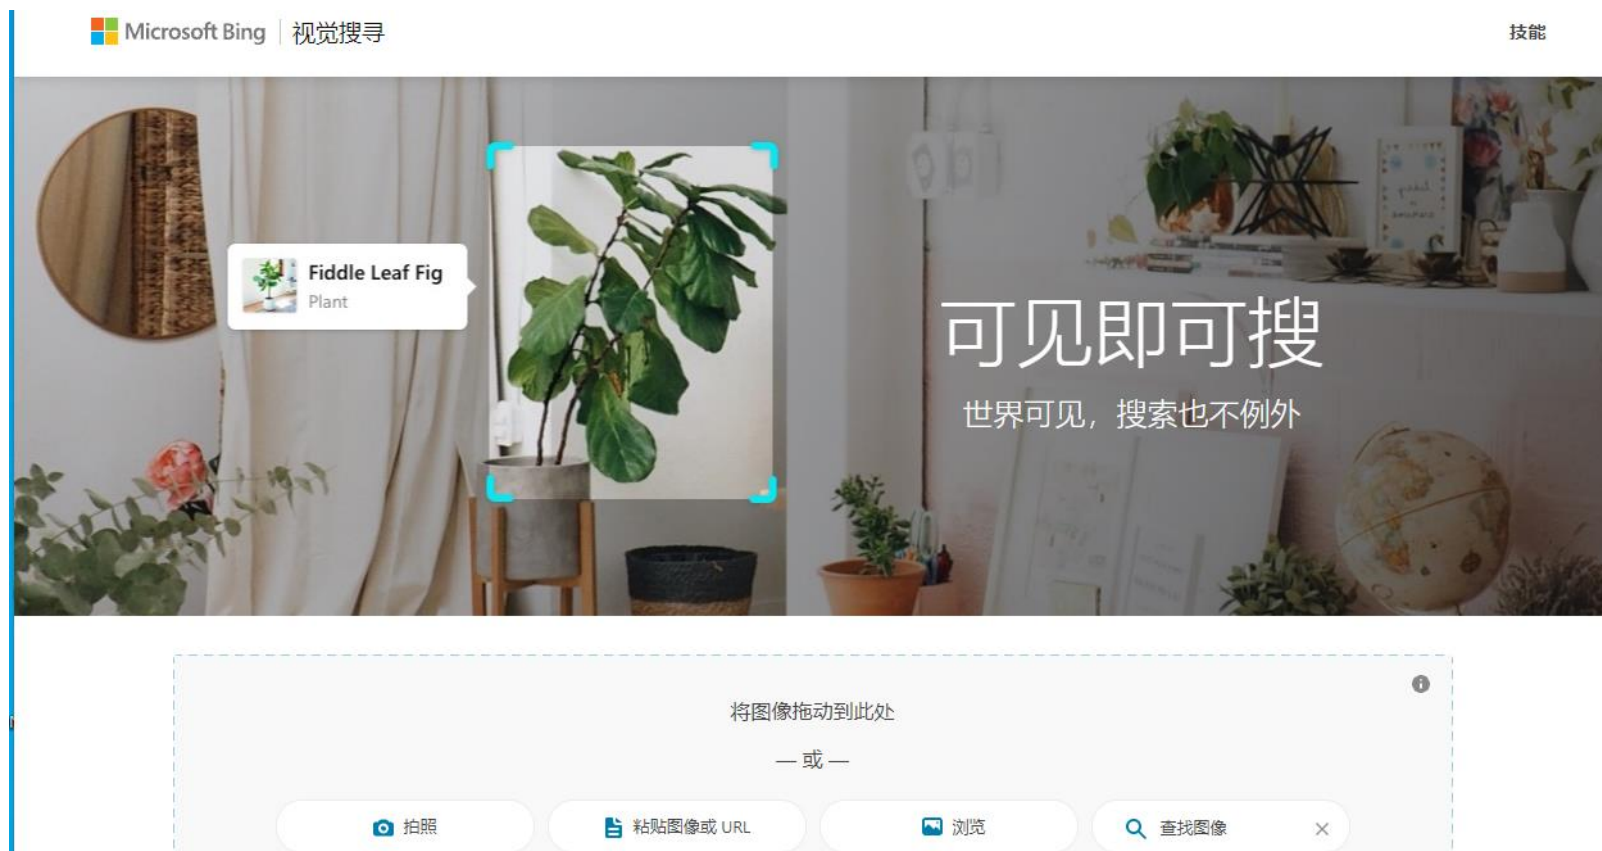 Microsoft Bing 视觉搜寻
技能
Fiddle Leaf Fig
Plant
可见即可搜
世界可见，搜索也不例外
将图像拖动到此处
— 或 —
拍照
粘贴图像或 URL
浏览
查找图像